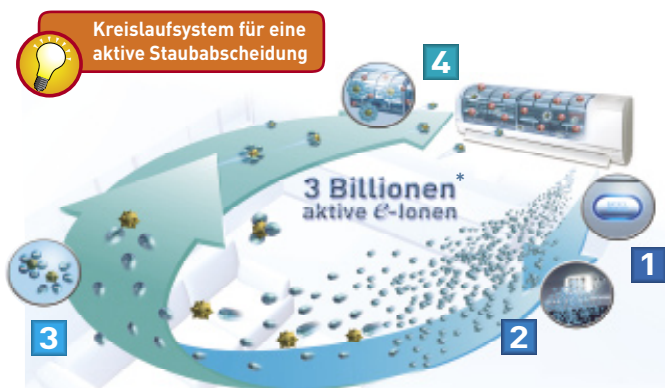 Kreislaufsystem für eine
aktive Staubabscheidung
4
3 Billionen*
aktive e-Ionen
1
3
2